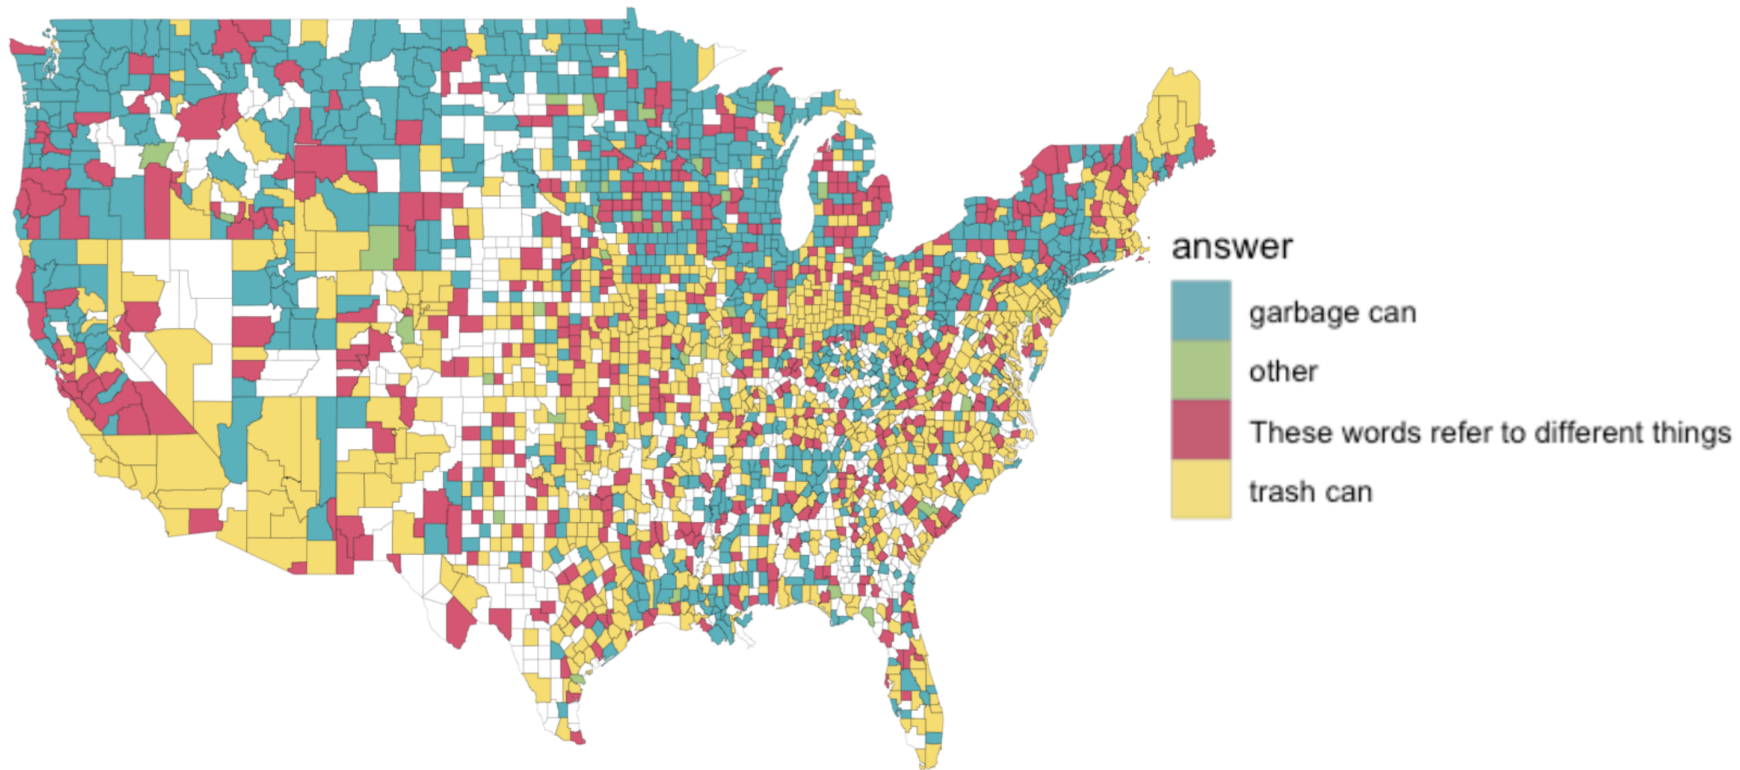 answer
garbage can
other
These words refer to different things
trash can